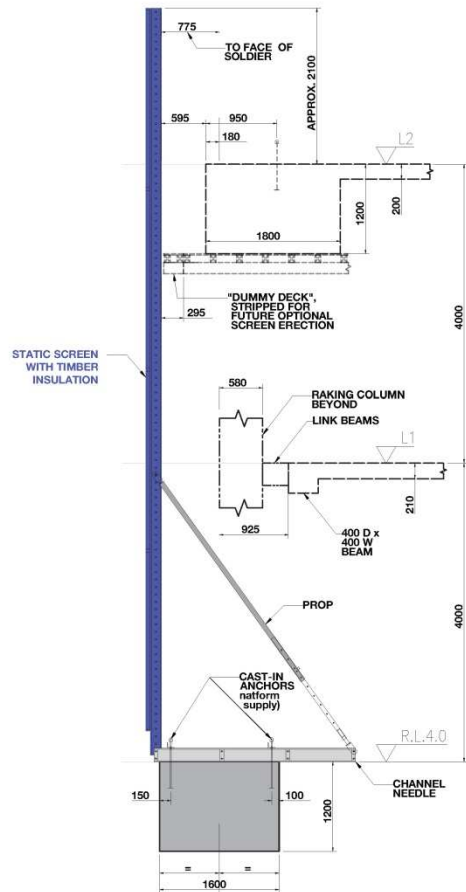 775
TO FACE OF
SOLDIER
APPROX. 2100
595
950
180
L2
1200
200
1800
"DUMMY DECK",
STRIPPED FOR
FUTURE OPTIONAL
SCREEN ERECTION
295
4000
STATIC SCREEN
WITH TIMBER
INSULATION
580
RAKING COLUMN
BEYOND
LINK BEAMS
L1
210
925
400 D x
400 W
BEAM
4000
PROP
CAST-IN
ANCHORS
natform
supply)
R.L.4.0
CHANNEL
NEEDLE
150
100
1200
=
=
1600